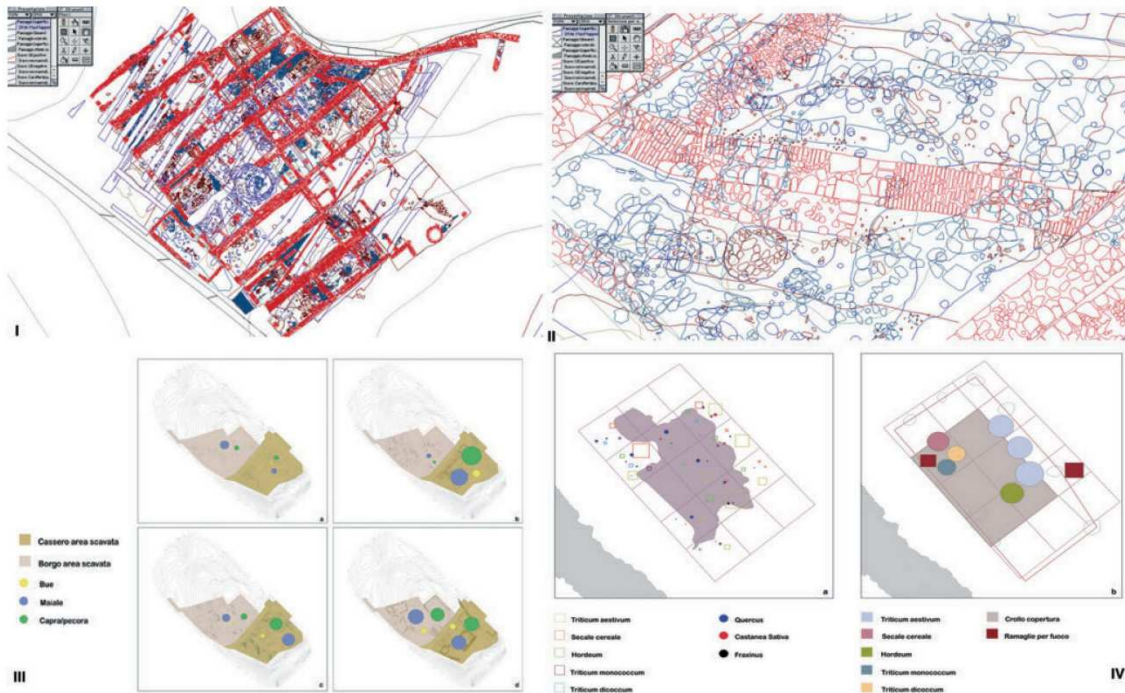 I
II
a
b
c
d
Cassero area scavata
Borgo area scavata
Bue
Maiale
Capra/pecora
III
a
Triticum aestivum
Secale cereale
Hordeum
Triticum monococcum
Triticum dicoccum
Quercus
Castanea Sativa
Fraxinus
b
Triticum aestivum
Secale cereale
Hordeum
Triticum monococcum
Triticum dicoccum
Crollo copertura
Ramaglie per fuoco
IV